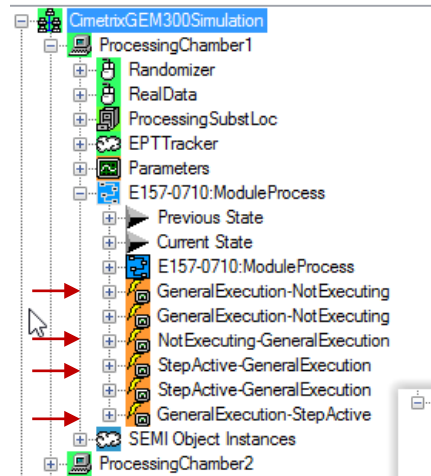 CimetrixGEM300Simulation
ProcessingChamber1
Randomizer
RealData
ProcessingSubstLoc
EPTTracker
Parameters
E157-0710:ModuleProcess
Previous State
Current State
E157-0710:ModuleProcess
GeneralExecution-NotExecuting
GeneralExecution-NotExecuting
NotExecuting-GeneralExecution
StepActive-GeneralExecution
StepActive-GeneralExecution
GeneralExecution-StepActive
SEMI Object Instances
ProcessingChamber2